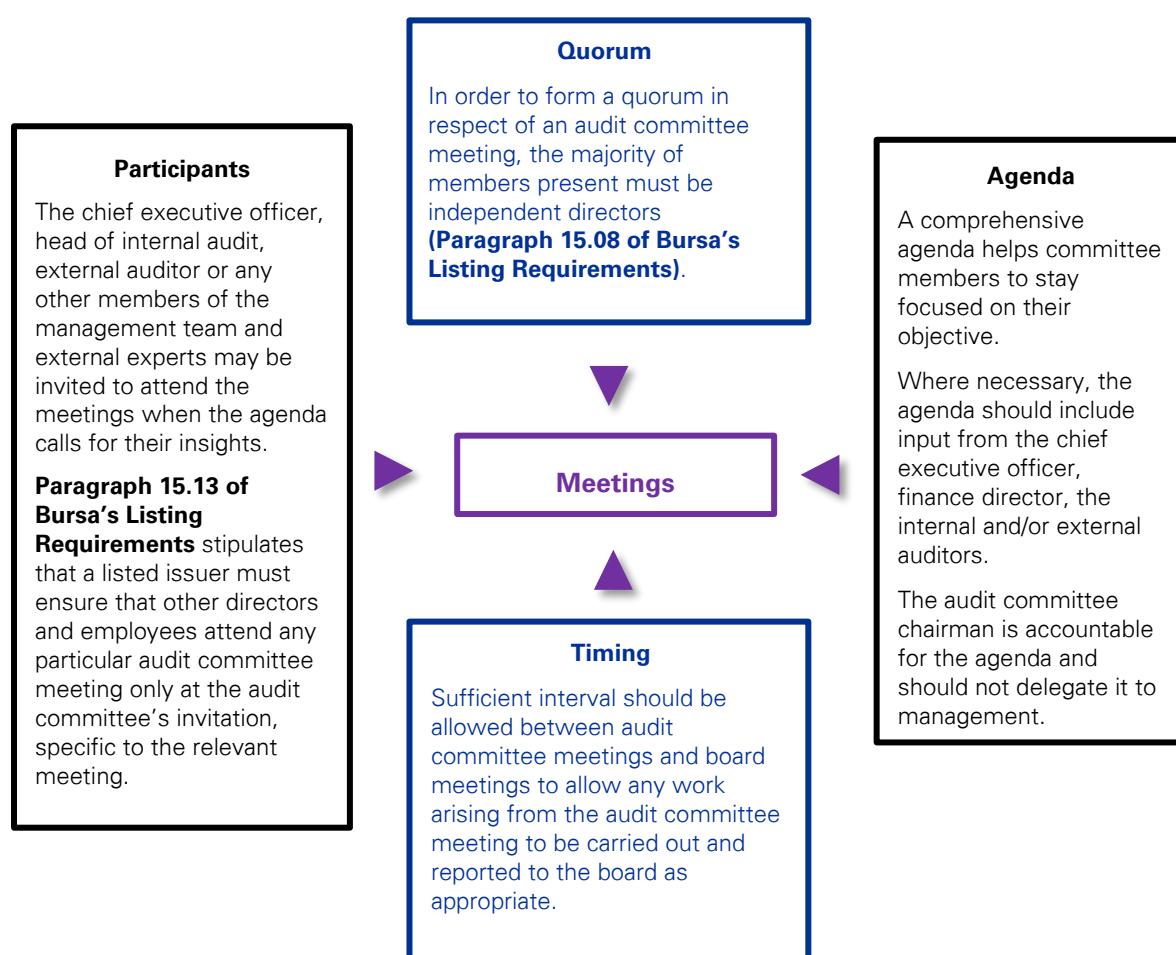 Quorum
In order to form a quorum in
respect of an audit committee
meeting, the majority of
members present must be
independent directors
(Paragraph 15.08 of Bursa’s
Listing Requirements).
Participants
The chief executive officer,
head of internal audit,
external auditor or any
other members of the
management team and
external experts may be
invited to attend the
meetings when the agenda
calls for their insights.
Paragraph 15.13 of
Bursa’s Listing
Requirements stipulates
that a listed issuer must
ensure that other directors
and employees attend any
particular audit committee
meeting only at the audit
committee’s invitation,
specific to the relevant
meeting.
Meetings
Agenda
A comprehensive
agenda helps committee
members to stay
focused on their
objective.
Where necessary, the
agenda should include
input from the chief
executive officer,
finance director, the
internal and/or external
auditors.
The audit committee
chairman is accountable
for the agenda and
should not delegate it to
management.
Timing
Sufficient interval should be
allowed between audit
committee meetings and board
meetings to allow any work
arising from the audit committee
meeting to be carried out and
reported to the board as
appropriate.